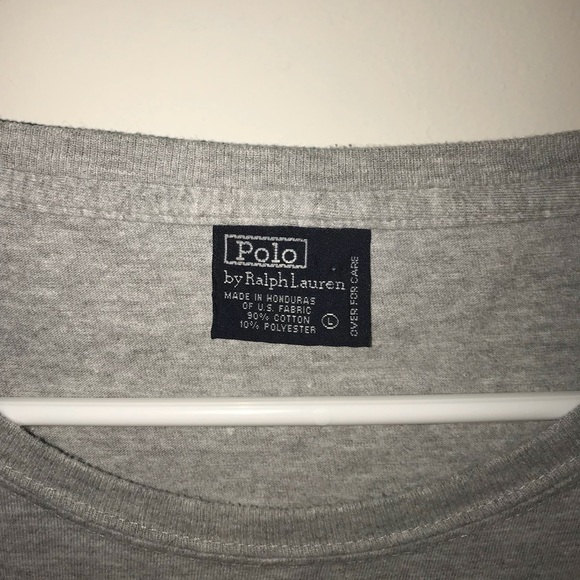 Polo
by Ralph Lauren
MADE IN HONDURAS
OF U.S. FABRIC
90% COTTON
10% POLYESTER
L
OVER FOR CARE